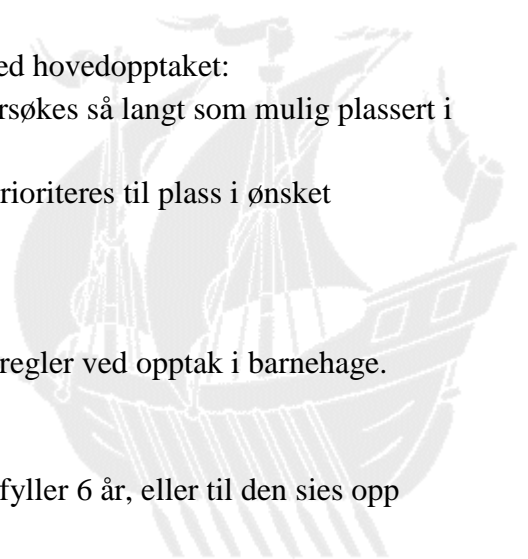 ed hovedopptaket:
rsøkes så langt som mulig plassert i
rioriteres til plass i ønsket
regler ved opptak i barnehage.
fyller 6 år, eller til den sies opp